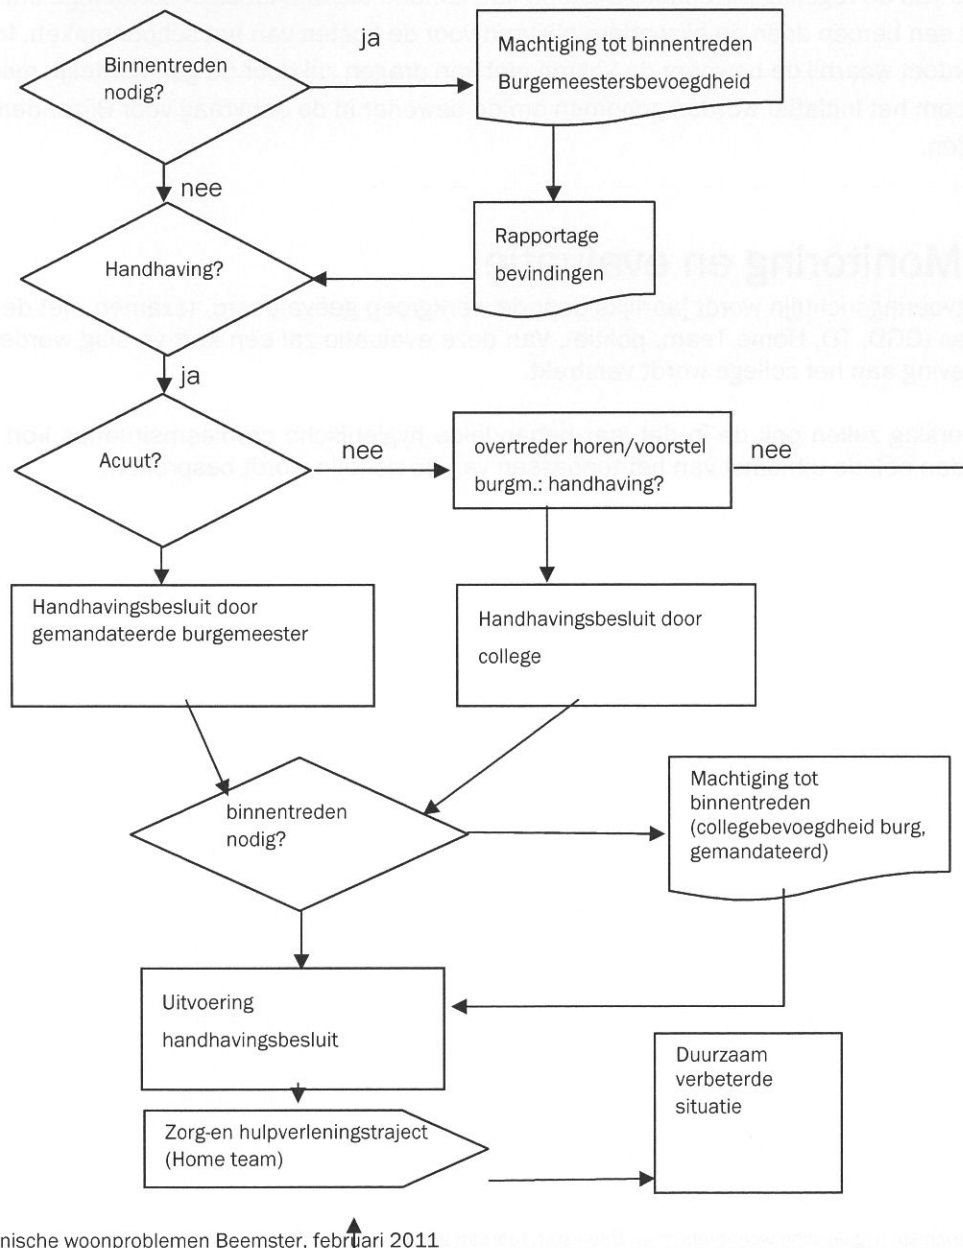 Binnentreden
nodig?
ja
Machtiging tot binnentreden
Burgemeestersbevoegdheid
nee
Handhaving?
Rapportage
bevindingen
ja
Acuut?
nee
overtreder horen/voorstel
burgm.: handhaving?
nee
Handhavingsbesluit door
gemandateerde burgemeester
Handhavingsbesluit door
college
binnentreden
nodig?
Machtiging tot
binnentreden
(collegebevoegdheid burg,
gemandateerd)
Uitvoering
handhavingsbesluit
Duurzaam
verbeterde
situatie
Zorg-en hulpverleningstraject
(Home team)
nische woonproblemen Beemster, februari 2011